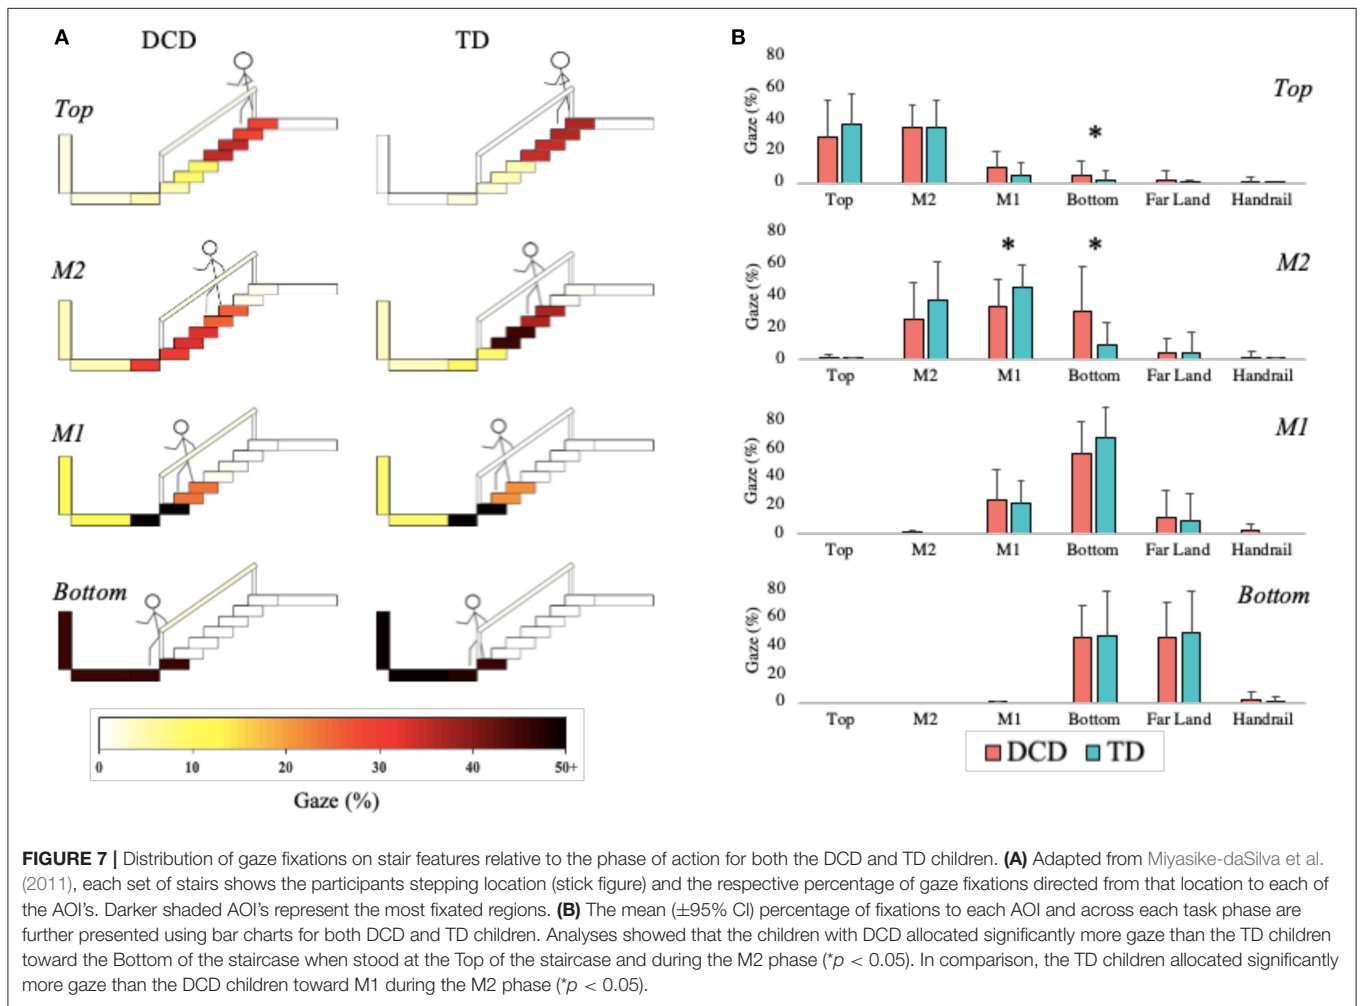 A
DCD
TD
Top
M2
M1
Bottom
0
10
20
30
40
50+
Gaze (%)
B
80
60
40
20
0
Gaze (%)
Top
Top
M2
M1
Bottom
Far Land
Handrail
*
80
60
40
20
0
Gaze (%)
M2
* *
Top
M2
M1
Bottom
Far Land
Handrail
80
60
40
20
0
Gaze (%)
M1
Top
M2
M1
Bottom
Far Land
Handrail
80
60
40
20
0
Gaze (%)
Bottom
Top
M2
M1
Bottom
Far Land
Handrail
DCD TD
FIGURE 7 | Distribution of gaze fixations on stair features relative to the phase of action for both the DCD and TD children. (A) Adapted from Miyasike-daSilva et al.
(2011), each set of stairs shows the participants stepping location (stick figure) and the respective percentage of gaze fixations directed from that location to each of
the AOI's. Darker shaded AOI's represent the most fixated regions. (B) The mean (±95% CI) percentage of fixations to each AOI and across each task phase are
further presented using bar charts for both DCD and TD children. Analyses showed that the children with DCD allocated significantly more gaze than the TD children
toward the Bottom of the staircase when stood at the Top of the staircase and during the M2 phase (*p < 0.05). In comparison, the TD children allocated significantly
more gaze than the DCD children toward M1 during the M2 phase (*p < 0.05).